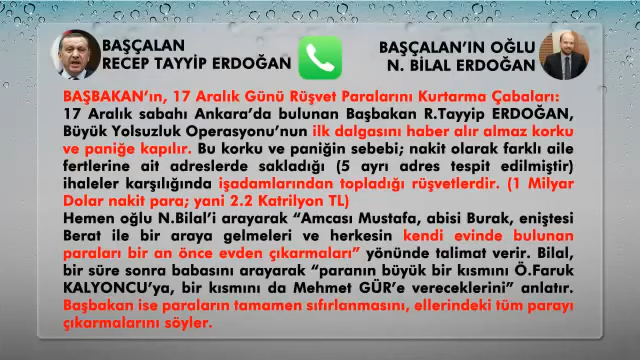 BAŞÇALAN
RECEP TAYYİP ERDOĞAN
BAŞÇALAN'IN OĞLU
N. BİLAL ERDOĞAN
BAŞBAKAN'ın, 17 Aralık Günü Rüşvet Paralarını Kurtarma Çabaları:
17 Aralık sabahı Ankara'da bulunan Başbakan R.Tayyip ERDOĞAN,
Büyük Yolsuzluk Operasyonu'nun ilk dalgasını haber alır almaz korku
ve paniğe kapılır. Bu korku ve paniğin sebebi; nakit olarak farklı aile
fertlerine ait adreslerde sakladığı (5 ayrı adres tespit edilmiştir)
ihaleler karşılığında işadamlarından topladığı rüşvetlerdir. (1 Milyar
Dolar nakit para; yani 2.2 Katrilyon TL)
Hemen oğlu N.Bilal'i arayarak "Amcası Mustafa, abisi Burak, eniştesi
Berat ile bir araya gelmeleri ve herkesin kendi evinde bulunan
paraları bir an önce evden çıkarmaları" yönünde talimat verir. Bilal,
bir süre sonra babasını arayarak "paranın büyük bir kısmını Ö.Faruk
KALYONCU'ya, bir kısmını da Mehmet GÜR'e vereceklerini" anlatır.
Başbakan ise paraların tamamen sıfırlanmasını, ellerindeki tüm parayı
çıkarmalarını söyler.